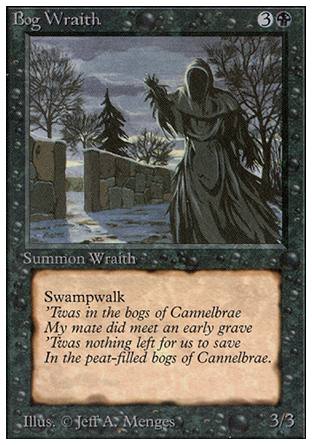 Bog Wraith 3
Summon Wraith
Swampwalk
'Twas in the bogs of Cannelbrae
My mate did meet an early grave
'Twas nothing left for us to save
In the peat-filled bogs of Cannelbrae.
Illus. © Jeff A. Menges 3/3